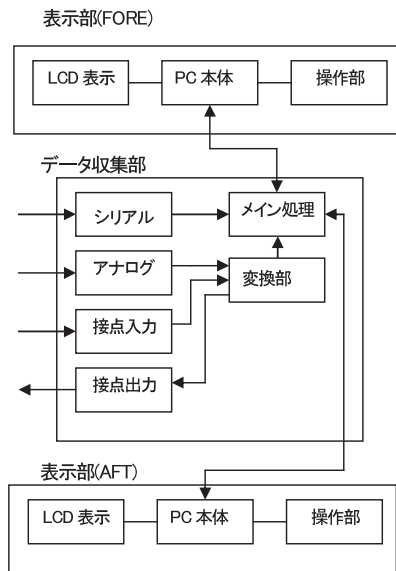 表示部(FORE)
LCD 表示
PC 本体
操作部
データ収集部
シリアル
メイン処理
アナログ
変換部
接点入力
接点出力
表示部(AFT)
LCD 表示
PC 本体
操作部